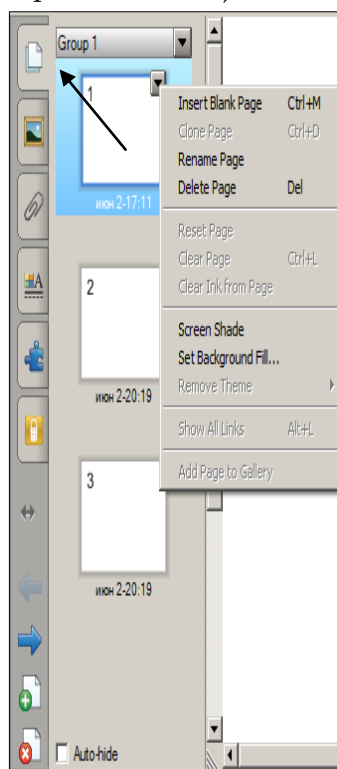 Group 1
1
июн 2-17:11
Insert Blank Page Ctrl+M
Clone Page Ctrl+D
Rename Page
Delete Page Del
Reset Page
Clear Page Ctrl+L
Clear Ink from Page
Screen Shade
Set Background Fill...
Remove Theme
Show All Links Alt+L
Add Page to Gallery
2
июн 2-20:19
3
июн 2-20:19
Auto-hide